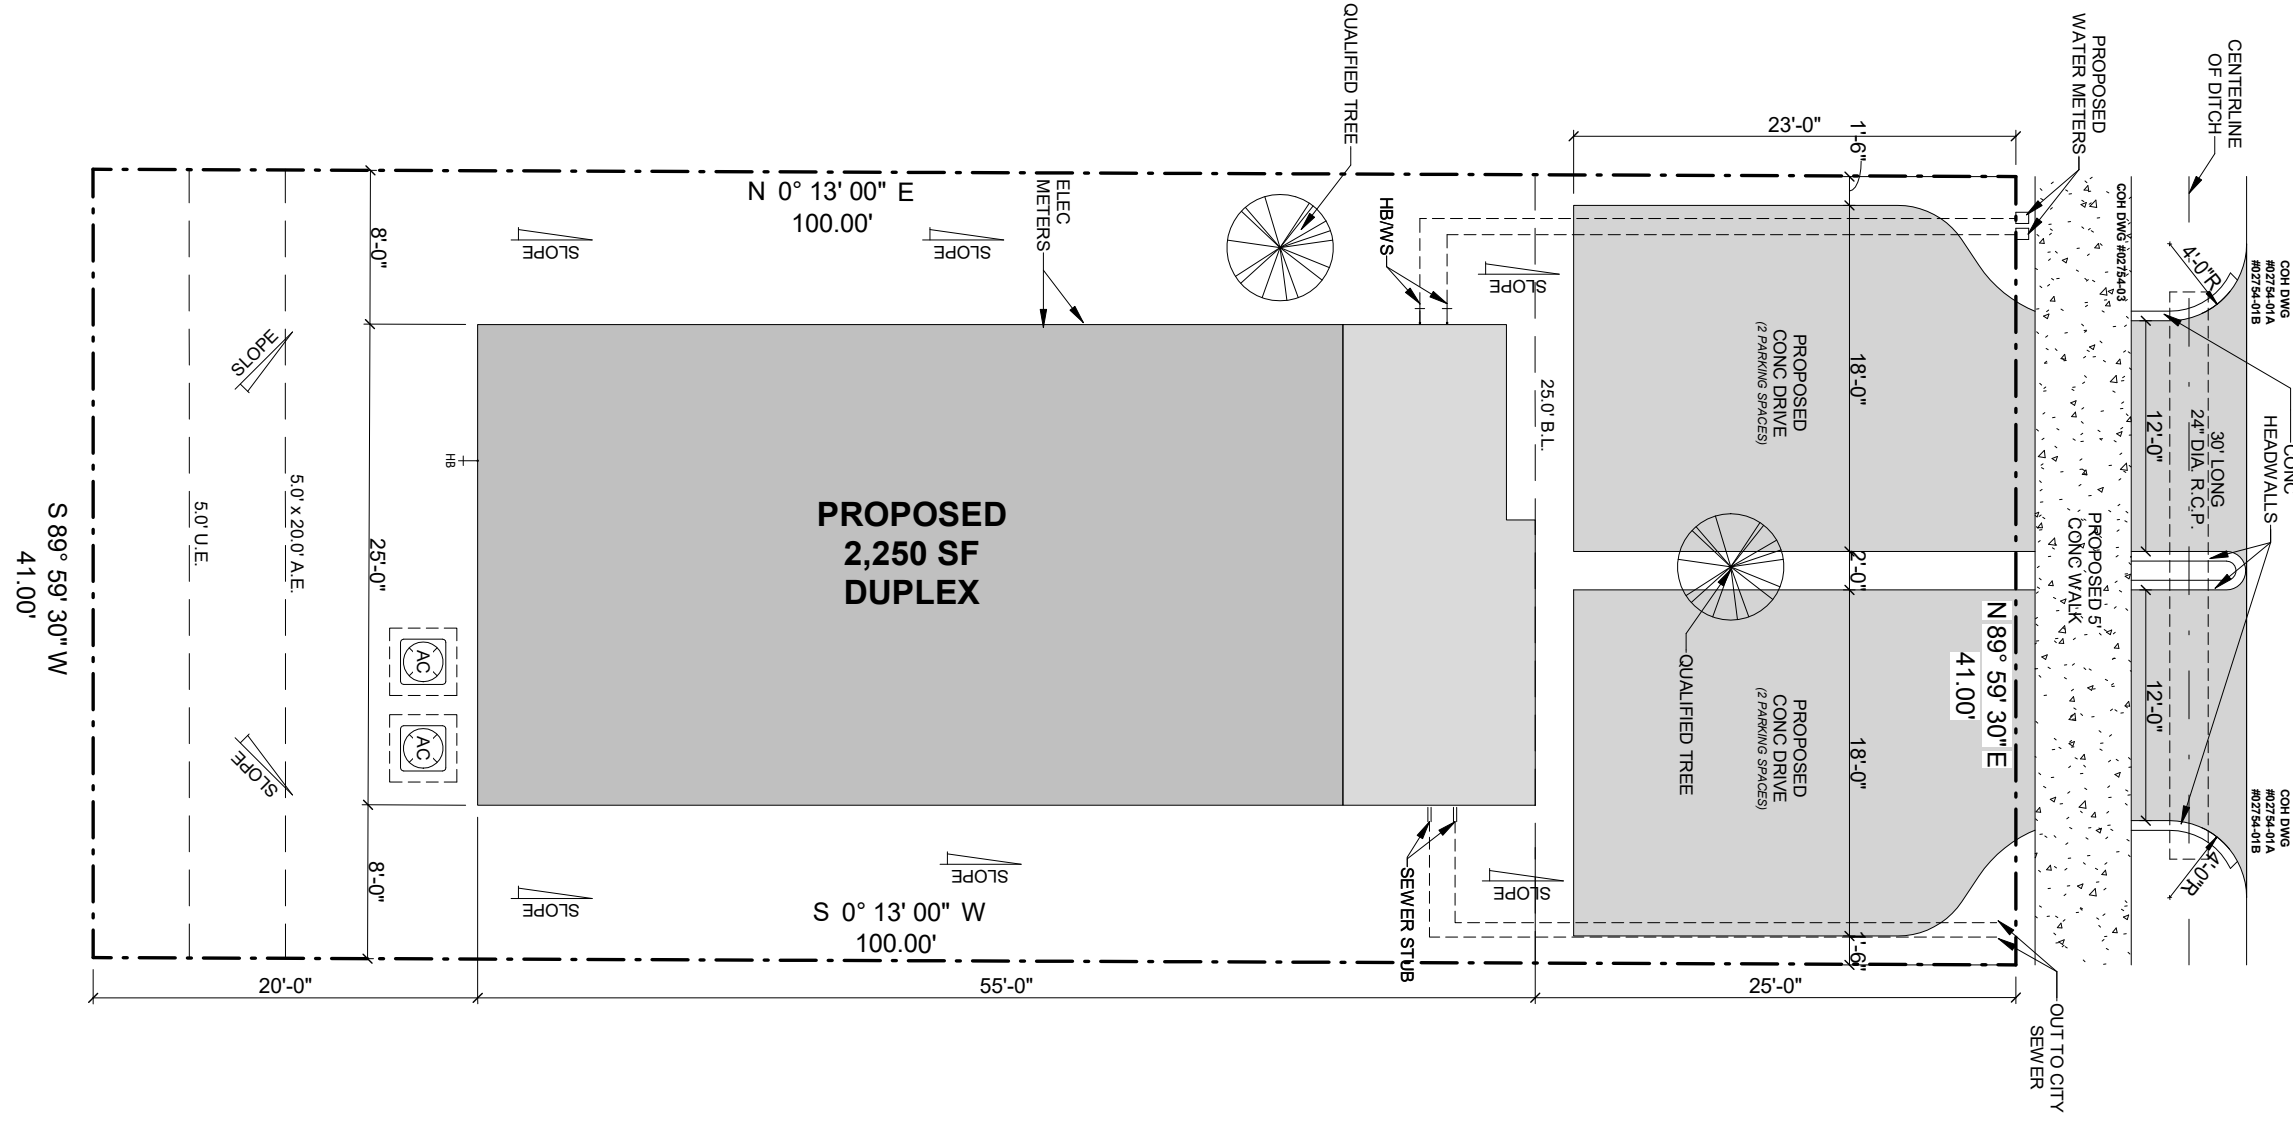 QUALIFIED TREE
PROPOSED
WATER METERS
CENTERLINE
OF DITCH
23'-0"
1'-6"
N 0° 13' 00" E
100.00'
ELEC
METERS
HB/WS
SLOPE
SLOPE
SLOPE
SLOPE
8'-0"
25'-0"
8'-0"
COH DWG #02754-03
4'-0"R
COH DWG
#02754-01A
#02754-01B
CONC
HEADWALLS
25.0' B.L.
PROPOSED
CONC DRIVE
(2 PARKING SPACES)
18'-0"
12'-0"
30' LONG
24" DIA. R.C.P.
HB
5.0' U.E.
5.0' x 20.0' A.E.
S 89° 59' 30" W
41.00'
PROPOSED
2,250 SF
DUPLEX
2'-0"
PROPOSED 5'
CONC WALK
N 89° 59' 30" E
41.00'
QUALIFIED TREE
PROPOSED
CONC DRIVE
(2 PARKING SPACES)
18'-0"
12'-0"
AC
AC
SLOPE
COH DWG
#02754-01A
#02754-01B
4'-0"R
SLOPE
SLOPE
SLOPE
SEWER STUB
1'-6"
S 0° 13' 00" W
100.00'
20'-0"
55'-0"
25'-0"
OUT TO CITY
SEWER